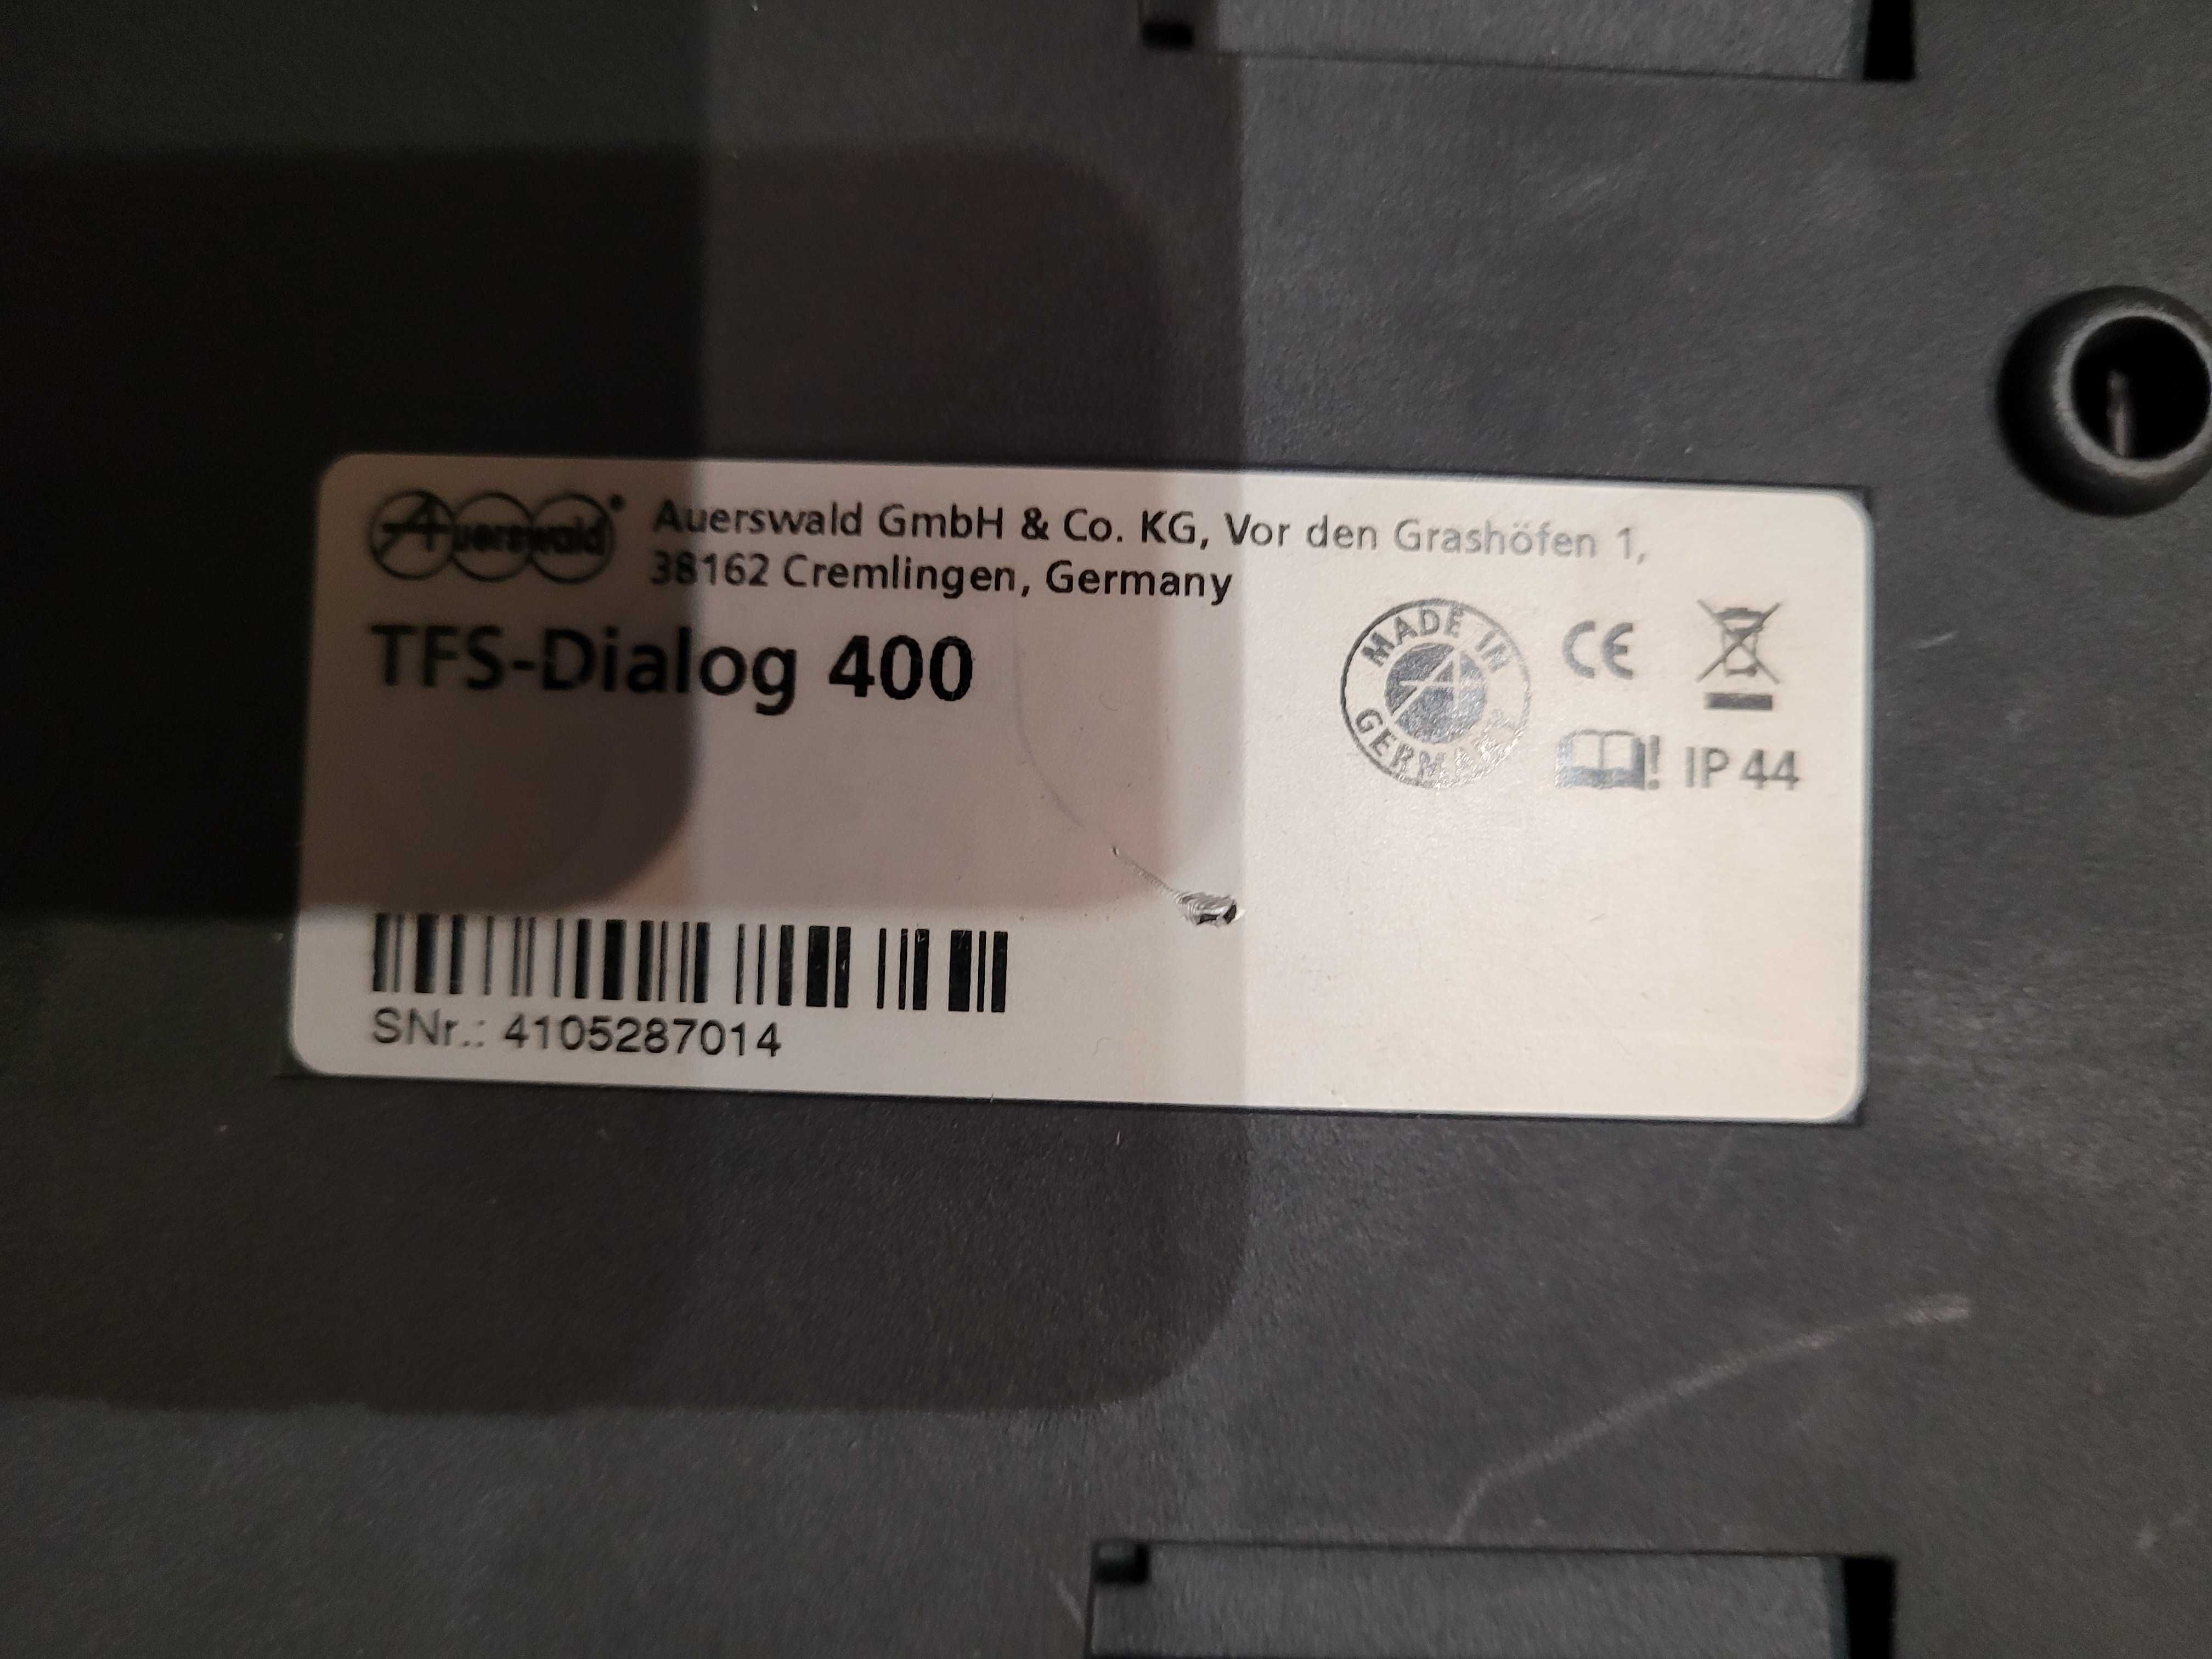 Auerswald
Auerswald GmbH & Co. KG, Vor den Grashöfen 1,
38162 Cremlingen, Germany
TFS-Dialog 400
MADE IN
GERMANY
CE
! IP 44
SNr.: 4105287014